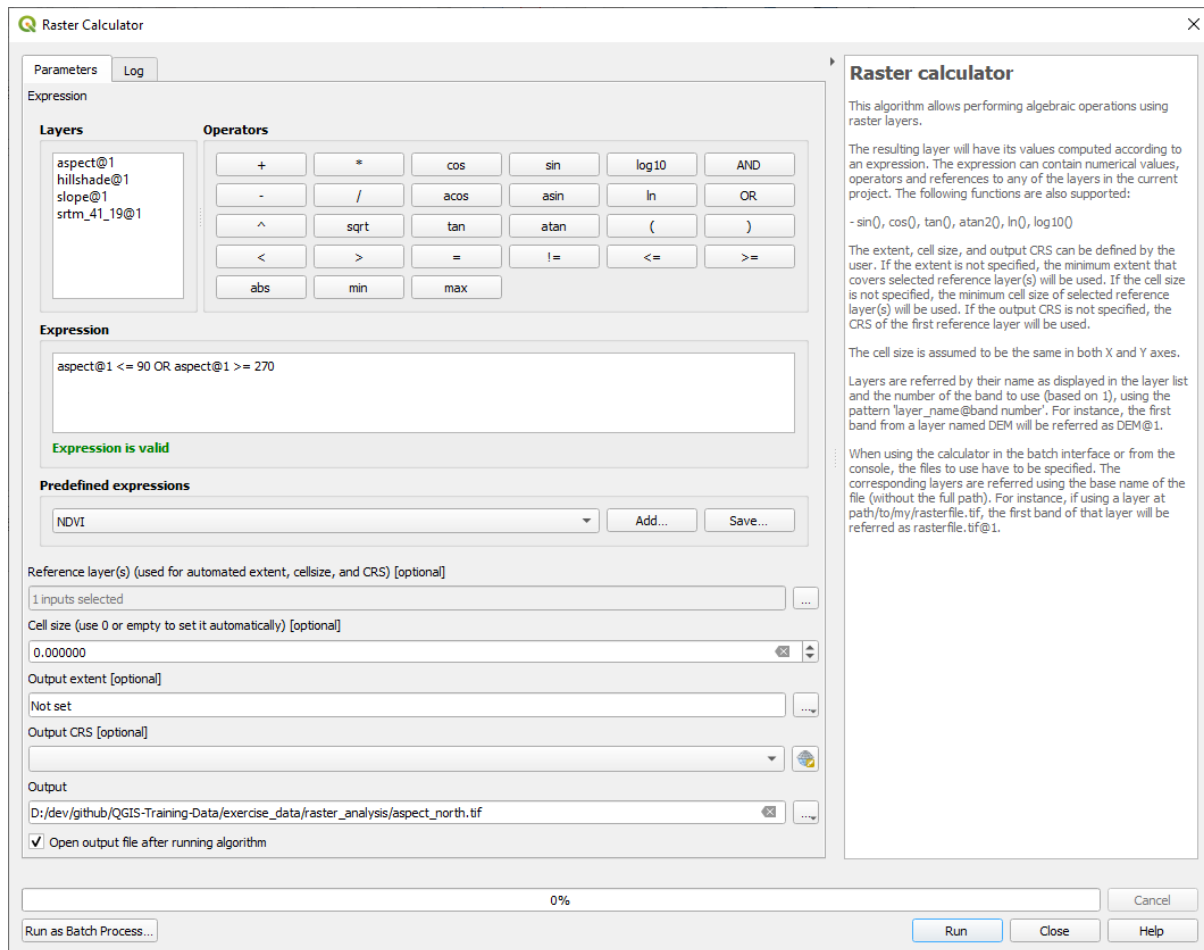 Raster Calculator
Parameters
Log
Expression
Layers
Operators
aspect@1
hillshade@1
slope@1
srtm_41_19@1
+ * cos sin log10 AND
- / acos asin ln OR
^ sqrt tan atan ( )
< > = != <= >=
abs min max
Expression
aspect@1 <= 90 OR aspect@1 >= 270
Expression is valid
Predefined expressions
NDVI
Add...
Save...
Reference layer(s) (used for automated extent, cellsize, and CRS) [optional]
1 inputs selected
...
Cell size (use 0 or empty to set it automatically) [optional]
0.000000
Output extent [optional]
Not set
...
Output CRS [optional]
Output
D:/dev/github/QGIS-Training-Data/exercise_data/raster_analysis/aspect_north.tif
...
Open output file after running algorithm
Raster calculator
This algorithm allows performing algebraic operations using
raster layers.
The resulting layer will have its values computed according to
an expression. The expression can contain numerical values,
operators and references to any of the layers in the current
project. The following functions are also supported:
- sin(), cos(), tan(), atan2(), ln(), log10()
The extent, cell size, and output CRS can be defined by the
user. If the extent is not specified, the minimum extent that
covers selected reference layer(s) will be used. If the cell size
is not specified, the minimum cell size of selected reference
layer(s) will be used. If the output CRS is not specified, the
CRS of the first reference layer will be used.
The cell size is assumed to be the same in both X and Y axes.
Layers are referred by their name as displayed in the layer list
and the number of the band to use (based on 1), using the
pattern 'layer_name@band number'. For instance, the first
band from a layer named DEM will be referred as DEM@1.
When using the calculator in the batch interface or from the
console, the files to use have to be specified. The
corresponding layers are referred using the base name of the
file (without the full path). For instance, if using a layer at
path/to/my/rasterfile.tif, the first band of that layer will be
referred as rasterfile.tif@1.
0%
Cancel
Run as Batch Process...
Run
Close
Help